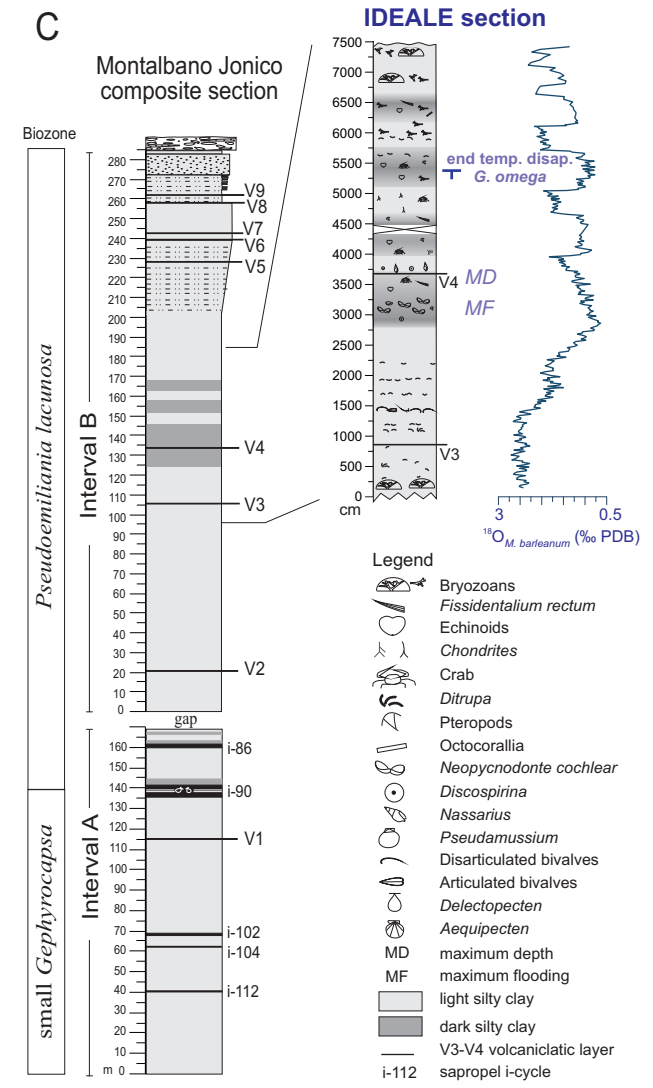 C
IDEALE section
Montalbano Jonico
composite section
Biozone
Pseudoemiliania lacunosa
small Gephyrocapsa
Interval B
Interval A
280
270
260
250
240
230
220
210
200
190
180
170
160
150
140
130
120
110
100
90
80
70
60
50
40
30
20
10
0
V9
V8
V7
V6
V5
V4
V3
V2
gap
160
150
140
130
120
110
100
90
80
70
60
50
40
30
20
10
m 0
i-86
i-90
V1
i-102
i-104
i-112
7500
7000
6500
6000
5500
5000
4500
4000
3500
3000
2500
2000
1500
1000
500
0
cm
end temp. disap.
G. omega
V4 MD
MF
V3
3 0.5
18O M. barleanum (‰ PDB)
Legend
Bryozoans
Fissidentalium rectum
Echinoids
Chondrites
Crab
Ditrupa
Pteropods
Octocorallia
Neopycnodonte cochlear
Discospirina
Nassarius
Pseudamussium
Disarticulated bivalves
Articulated bivalves
Delectopecten
Aequipecten
MD maximum depth
MF maximum flooding
light silty clay
dark silty clay
V3-V4 volcaniclatic layer
i-112 sapropel i-cycle